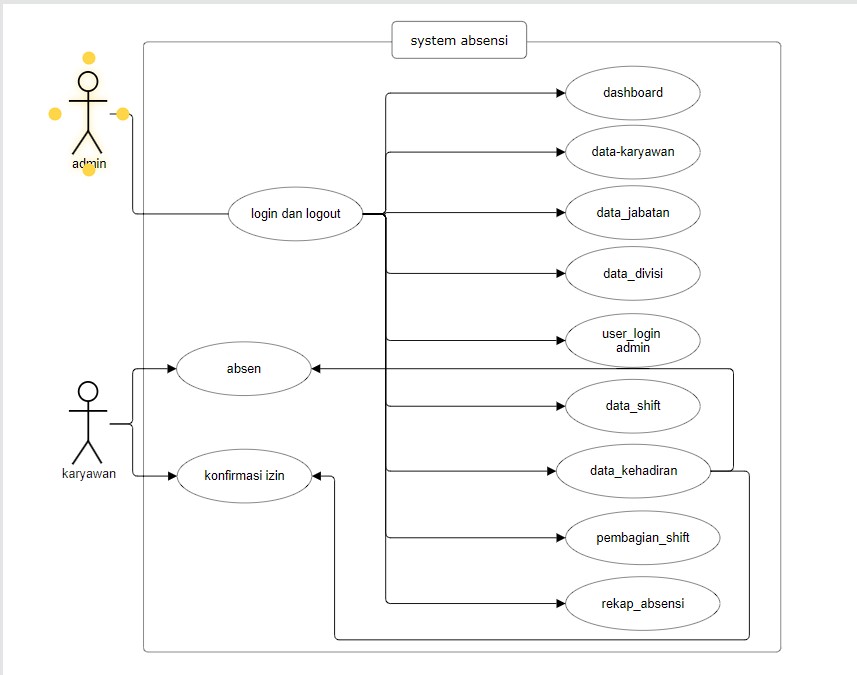 system absensi
admin
dashboard
data-karyawan
login dan logout
data_jabatan
data_divisi
user_login
admin
absen
data_shift
karyawan
konfirmasi izin
data_kehadiran
pembagian_shift
rekap_absensi